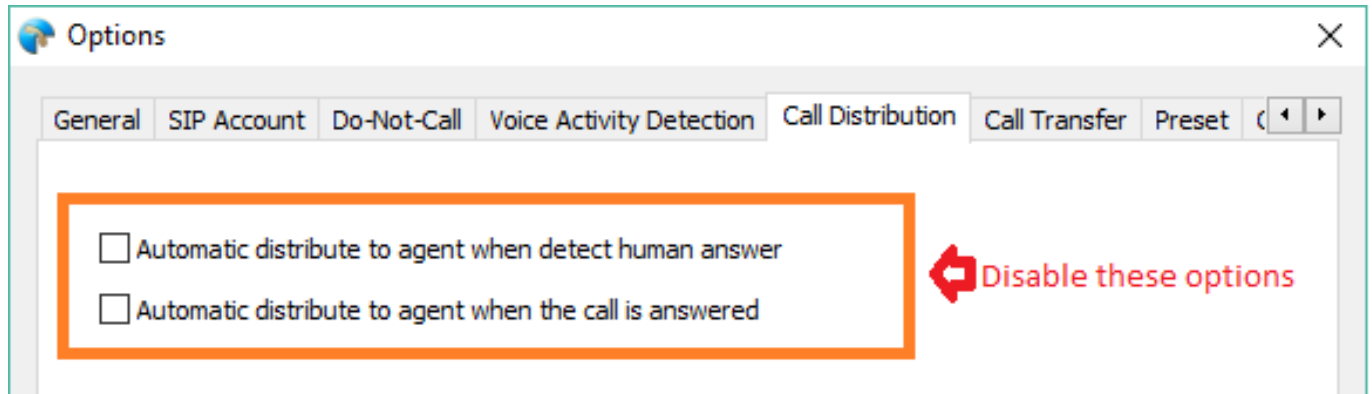 Options
General SIP Account Do-Not-Call Voice Activity Detection Call Distribution Call Transfer Preset
Automatic distribute to agent when detect human answer
Automatic distribute to agent when the call is answered
Disable these options